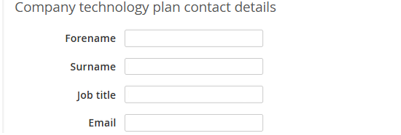 Company technology plan contact details
Forename
Surname
Job title
Email